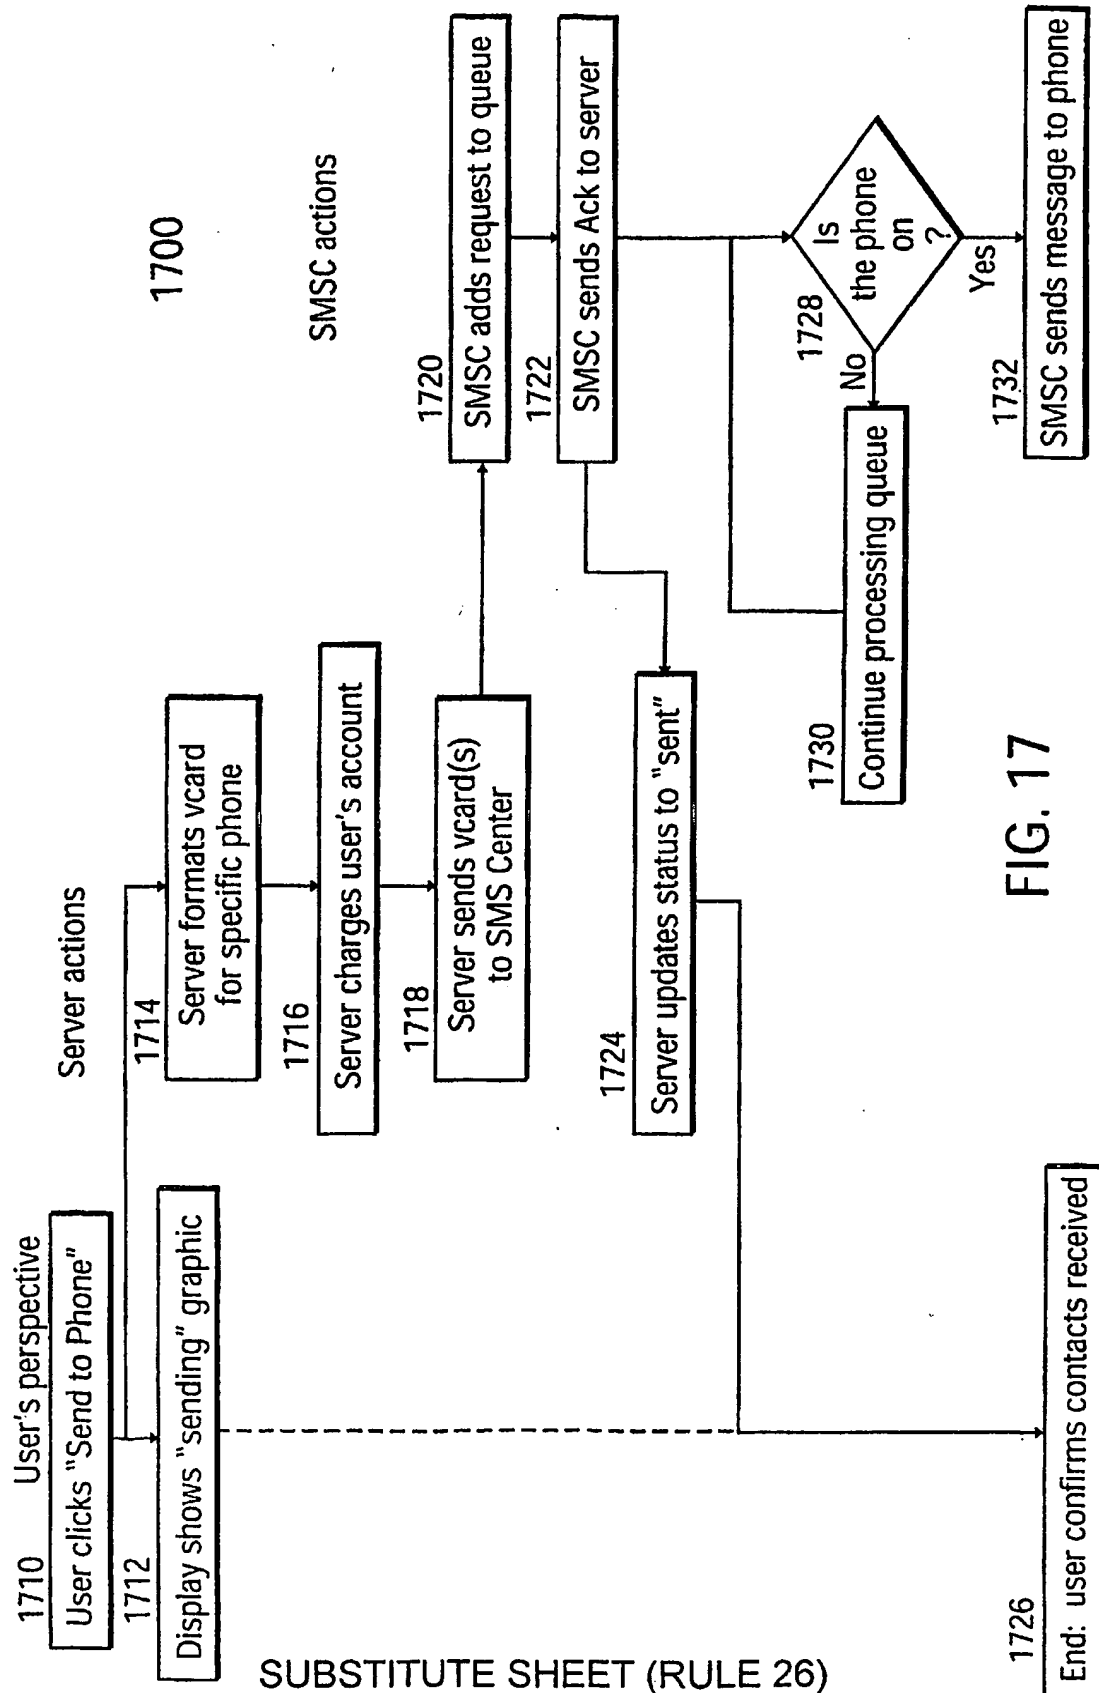 1700
User's perspective
Server actions
SMSC actions
1710
User clicks "Send to Phone"
1712
Display shows "sending" graphic
1714
Server formats vcard
for specific phone
1716
Server charges user's account
1718
Server sends vcard(s)
to SMS Center
1720
SMSC adds request to queue
1722
SMSC sends Ack to server
1724
Server updates status to "sent"
1728
Is
the phone
on
?
No
Yes
1730
Continue processing queue
1732
SMSC sends message to phone
1726
End: user confirms contacts received
FIG. 17
SUBSTITUTE SHEET (RULE 26)